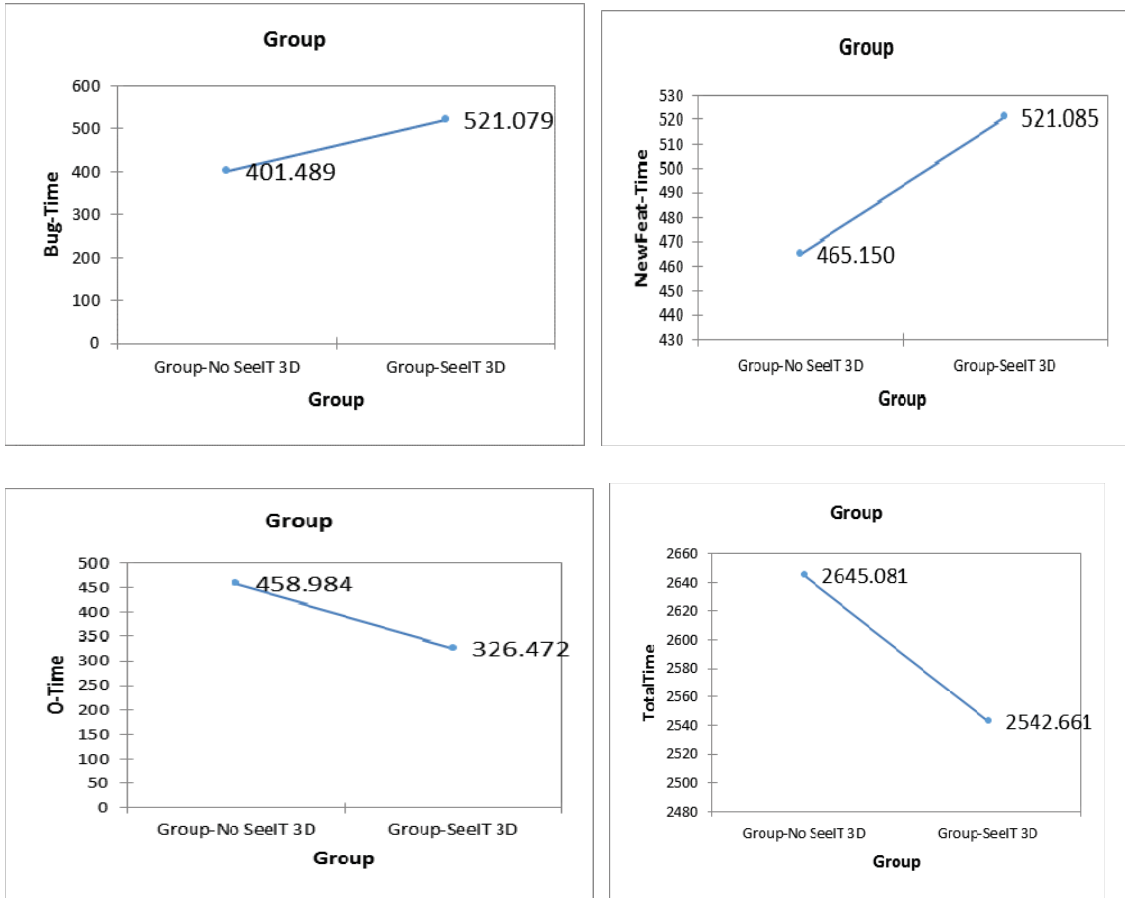 Group
Bug-Time
600
500
400
300
200
100
0
401.489
521.079
Group-No SeeIT 3D
Group-SeeIT 3D
Group
Group
NewFeat-Time
530
520
510
500
490
480
470
460
450
440
430
465.150
521.085
Group-No SeeIT 3D
Group-SeeIT 3D
Group
Group
O-Time
500
450
400
350
300
250
200
150
100
50
0
458.984
326.472
Group-No SeeIT 3D
Group-SeeIT 3D
Group
Group
TotalTime
2660
2640
2620
2600
2580
2560
2540
2520
2500
2480
2645.081
2542.661
Group-No SeeIT 3D
Group-SeeIT 3D
Group